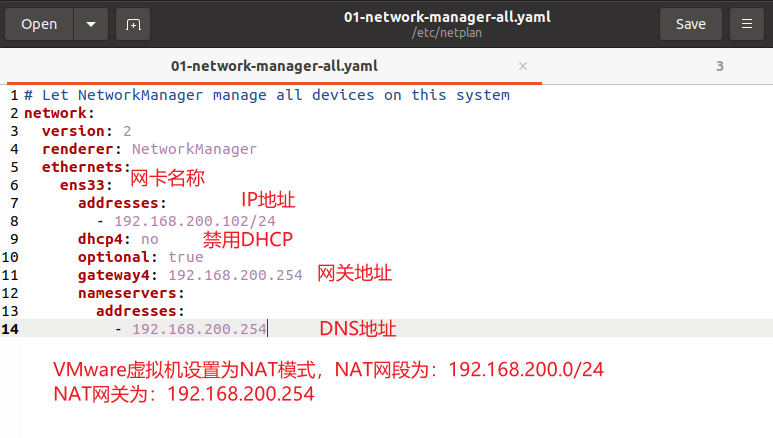 Open
01-network-manager-all.yaml
/etc/netplan
Save
01-network-manager-all.yaml
3
1 # Let NetworkManager manage all devices on this system
2 network:
3   version: 2
4   renderer: NetworkManager
5   ethernets:
6     ens33: 网卡名称
7       addresses: IP地址
8         - 192.168.200.102/24
9       dhcp4: no 禁用DHCP
10       optional: true
11       gateway4: 192.168.200.254 网关地址
12       nameservers:
13         addresses:
14           - 192.168.200.254 DNS地址
VMware虚拟机设置为NAT模式，NAT网段为：192.168.200.0/24
NAT网关为：192.168.200.254